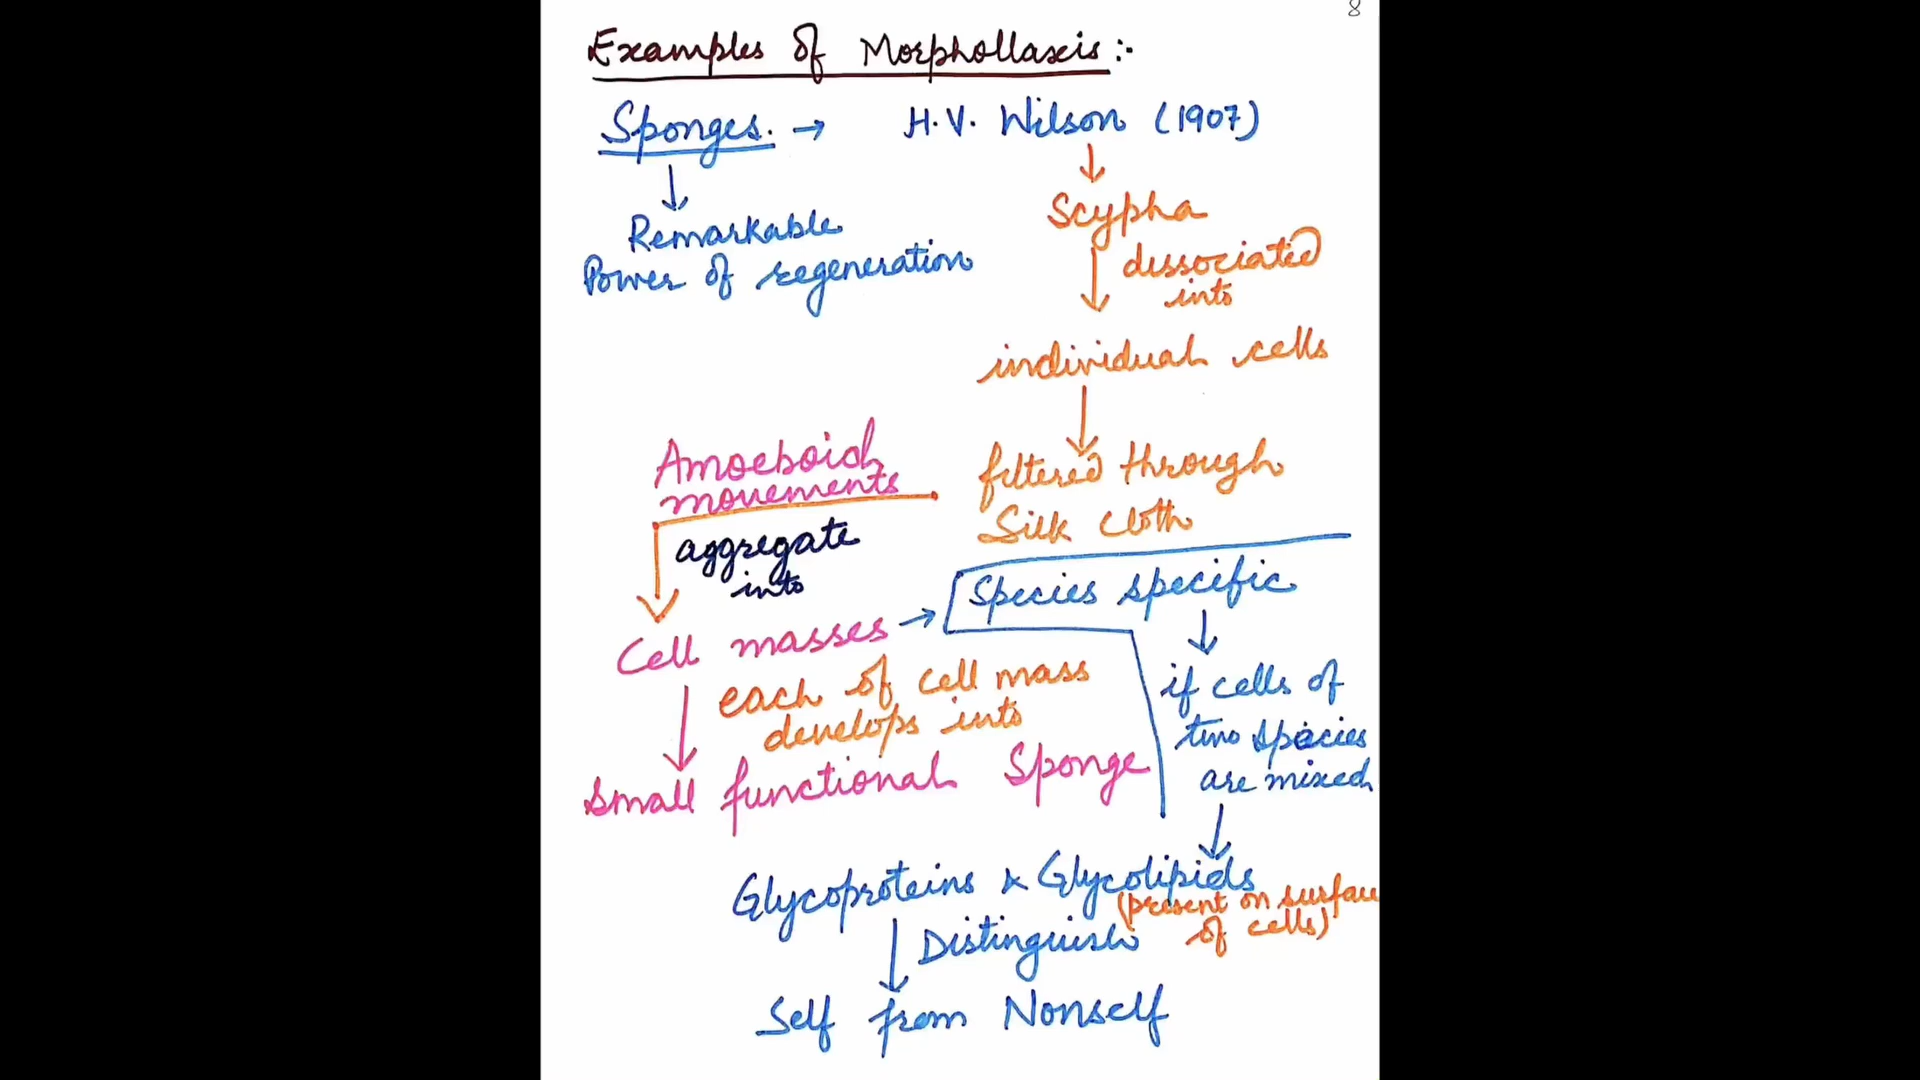 8
Examples of Morphollaxis :-
Sponges. → H.V. Wilson (1907)
↓
Remarkable
Power of regeneration
↓
Scypha
↓ dissociated
into
individual cells
↓
filtered through
Silk cloth
Amoeboid
movements
aggregate
into
Cell masses → Species specific
each of cell mass
develops into
↓
Small functional Sponge
↓
if cells of
two species
are mixed
↓
Glycoproteins & Glycolipids
(present on surface
of cells)
↓ Distinguish
Self from Nonself